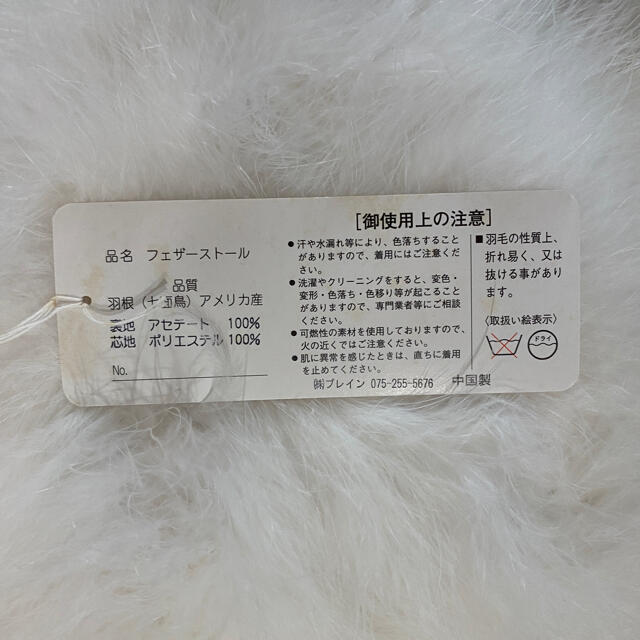 品名 フェザーストール
品質
羽根(七面鳥)アメリカ産
裏地 アセテート 100%
芯地 ポリエステル 100%
No.
[御使用上の注意]
●汗や水漏れ等により、色落ちすること
がありますので、着用にはご注意くだ
さい。
●洗濯やクリーニングをすると、変色・
変形・色落ち・色移り等が起ること
がありますので、専門業者等にご相談
ください。
●可燃性の素材を使用しておりますので、
火の近くではご注意ください。
●肌に異常を感じたときは、直ちに着用
を止めてください。
㈱ブレイン 075-255-5676 中国製
■羽毛の性質上、
折れ易く、又は
抜ける事があり
ます。
〈取扱い絵表示〉
ドライ